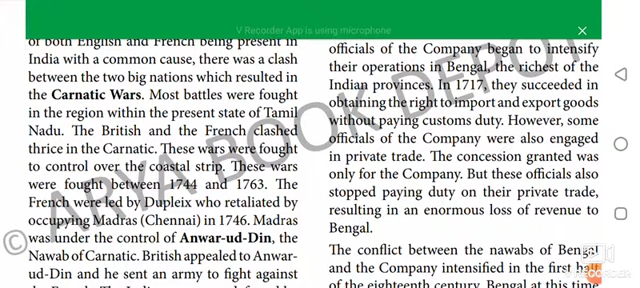 V Recorder App is using microphone
of both English and French being present in
India with a common cause, there was a clash
between the two big nations which resulted in
the Carnatic Wars. Most battles were fought
in the region within the present state of Tamil
Nadu. The British and the French clashed
thrice in the Carnatic. These wars were fought
to control over the coastal strip. These wars
were fought between 1744 and 1763. The
French were led by Dupleix who retaliated by
occupying Madras (Chennai) in 1746. Madras
was under the control of Anwar-ud-Din, the
Nawab of Carnatic. British appealed to Anwar-
ud-Din and he sent an army to fight against
officials of the Company began to intensify
their operations in Bengal, the richest of the
Indian provinces. In 1717, they succeeded in
obtaining the right to import and export goods
without paying customs duty. However, some
officials of the Company were also engaged
in private trade. The concession granted was
only for the Company. But these officials also
stopped paying duty on their private trade,
resulting in an enormous loss of revenue to
Bengal.
The conflict between the nawabs of Bengal
and the Company intensified in the first half
of the eighteenth century. Bengal at this time
© ARYA BOOK DEPOT
RECORDER